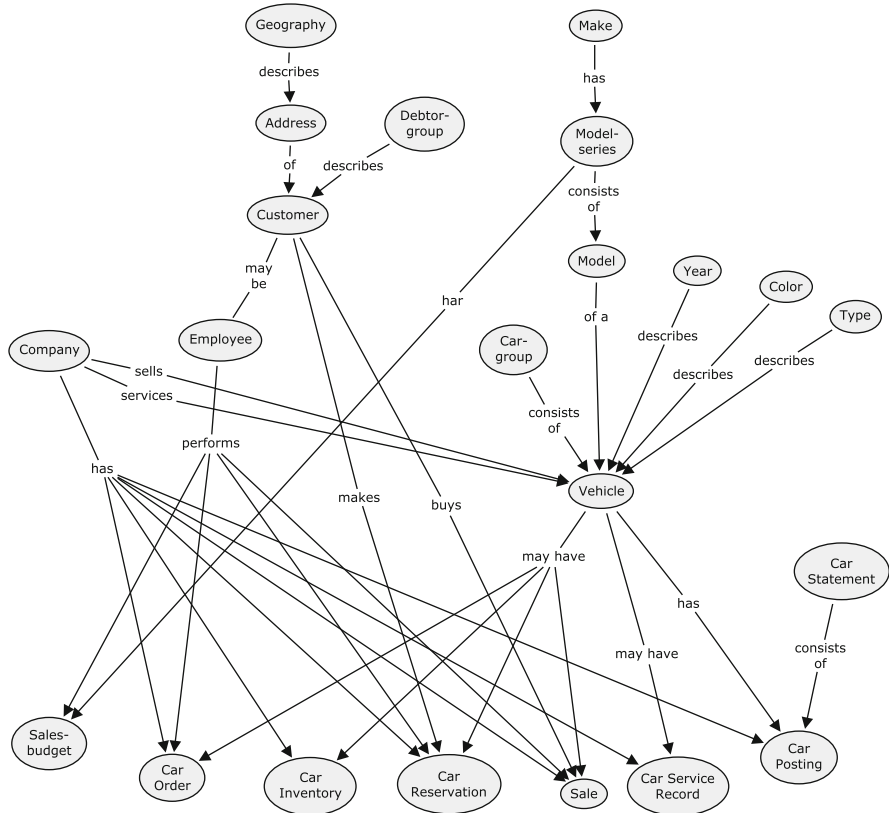 Geography
Make
describes
has
Address
Debtor-
group
Model-
series
of
describes
consists
of
Customer
may
be
Model
Year
Color
Type
har
of a
Company
Employee
Car-
group
describes
describes
describes
sells
services
consists
of
performs
has
Vehicle
makes
buys
may have
Car
Statement
has
may have
consists
of
Sales-
budget
Car
Order
Car
Inventory
Car
Reservation
Sale
Car Service
Record
Car
Posting